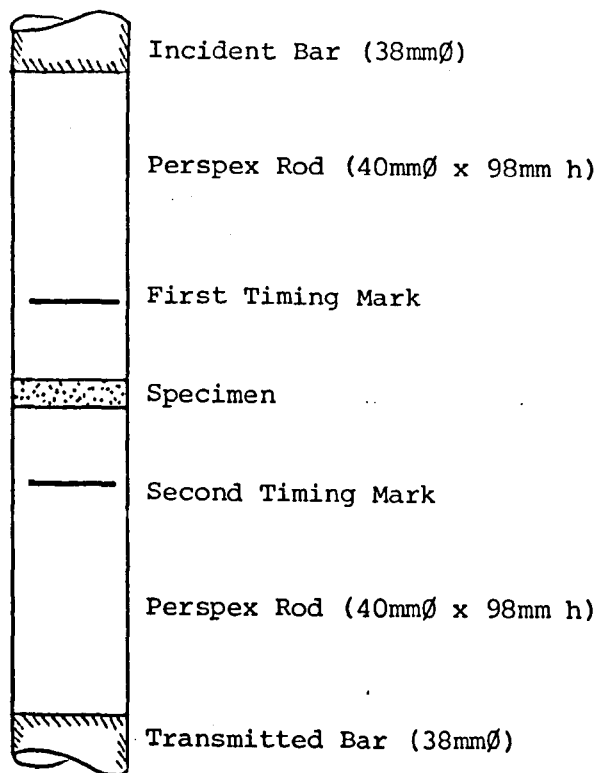 Incident Bar (38mmØ)
Perspex Rod (40mmØ x 98mm h)
First Timing Mark
Specimen
Second Timing Mark
Perspex Rod (40mmØ x 98mm h)
Transmitted Bar (38mmØ)